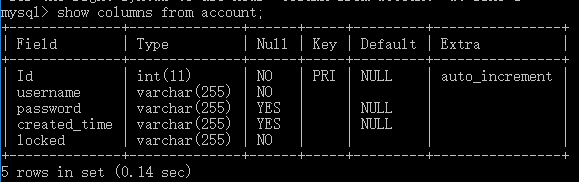 mysql> show columns from account;
| Field | Type | Null | Key | Default | Extra |
| Id | int(11) | NO | PRI | NULL | auto_increment |
| username | varchar(255) | NO | | | |
| password | varchar(255) | YES | | NULL | |
| created_time | varchar(255) | YES | | NULL | |
| locked | varchar(255) | NO | | | |
5 rows in set (0.14 sec)